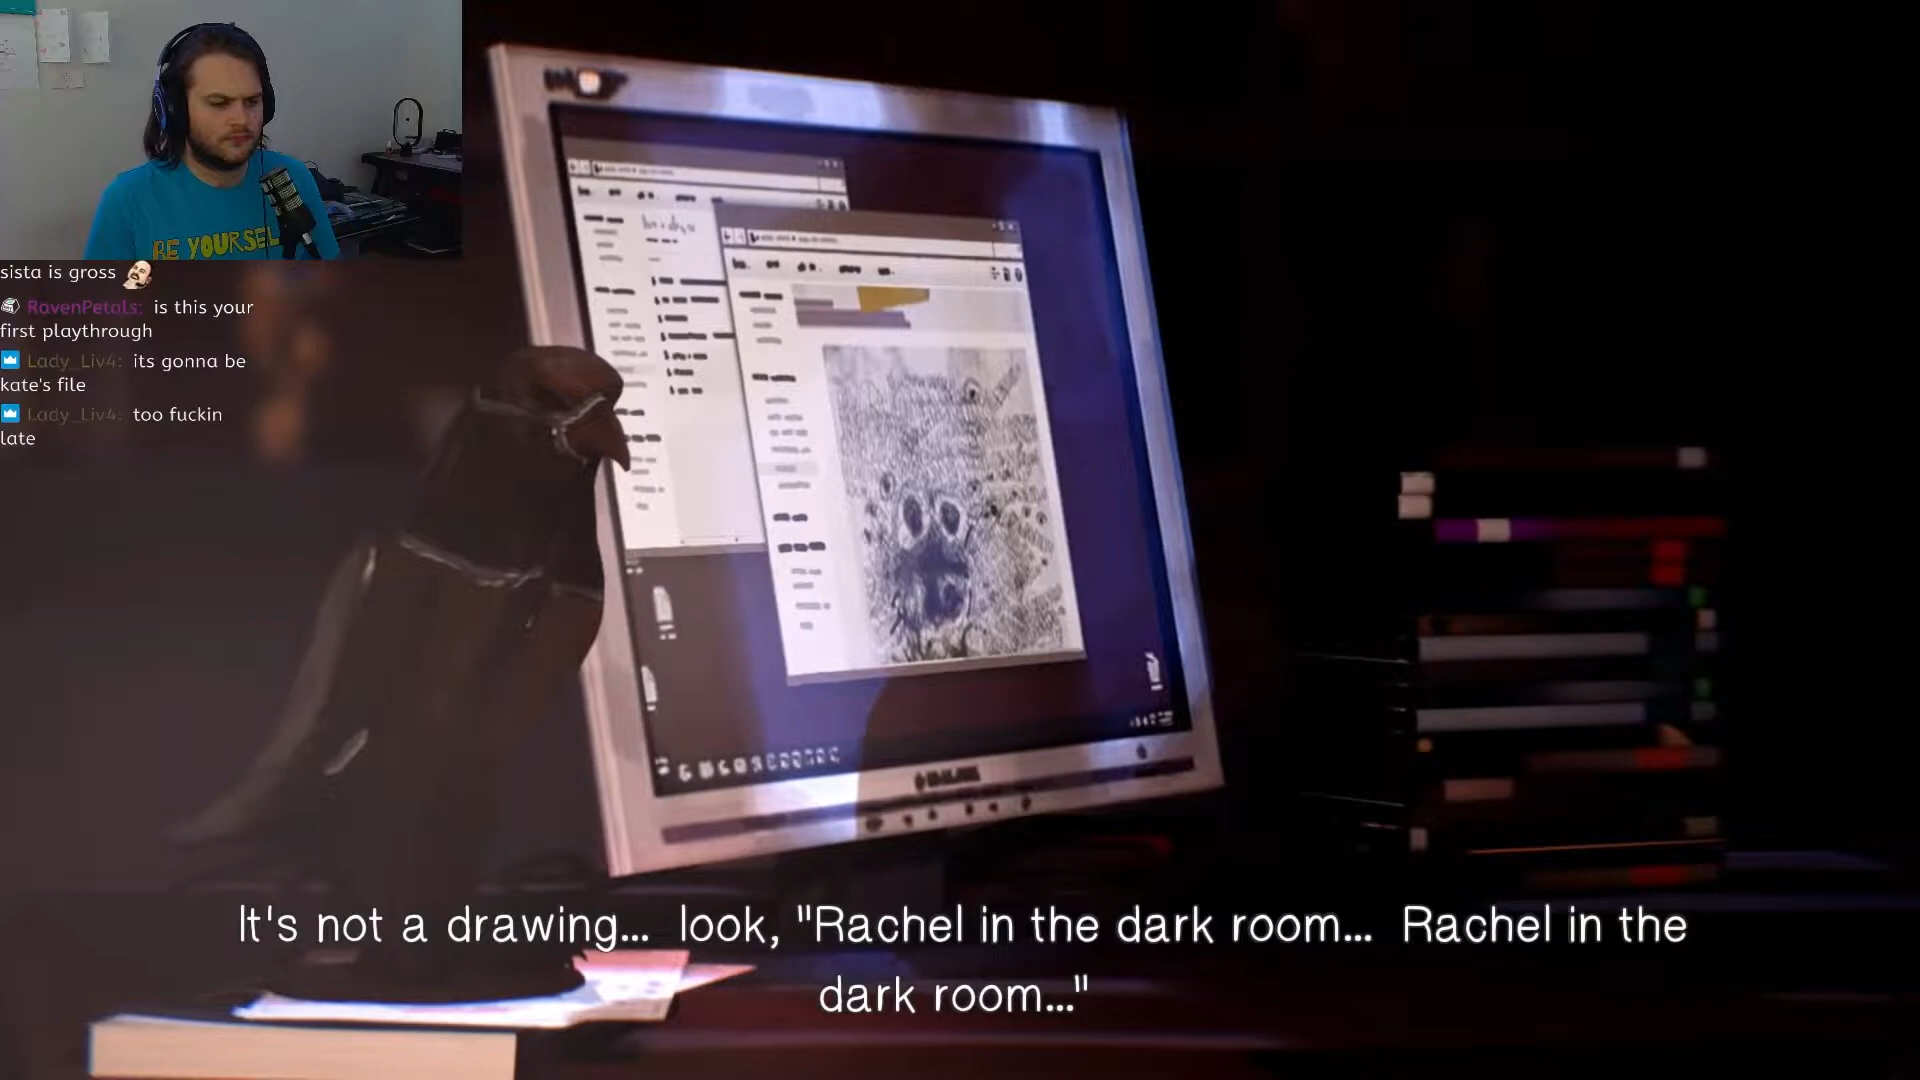 BE YOURSEL
sista is gross
RavenPetals: is this your
first playthrough
Lady_Liv4: its gonna be
kate's file
Lady_Liv4: too fuckin
late
It's not a drawing... look, "Rachel in the dark room... Rachel in the
dark room..."